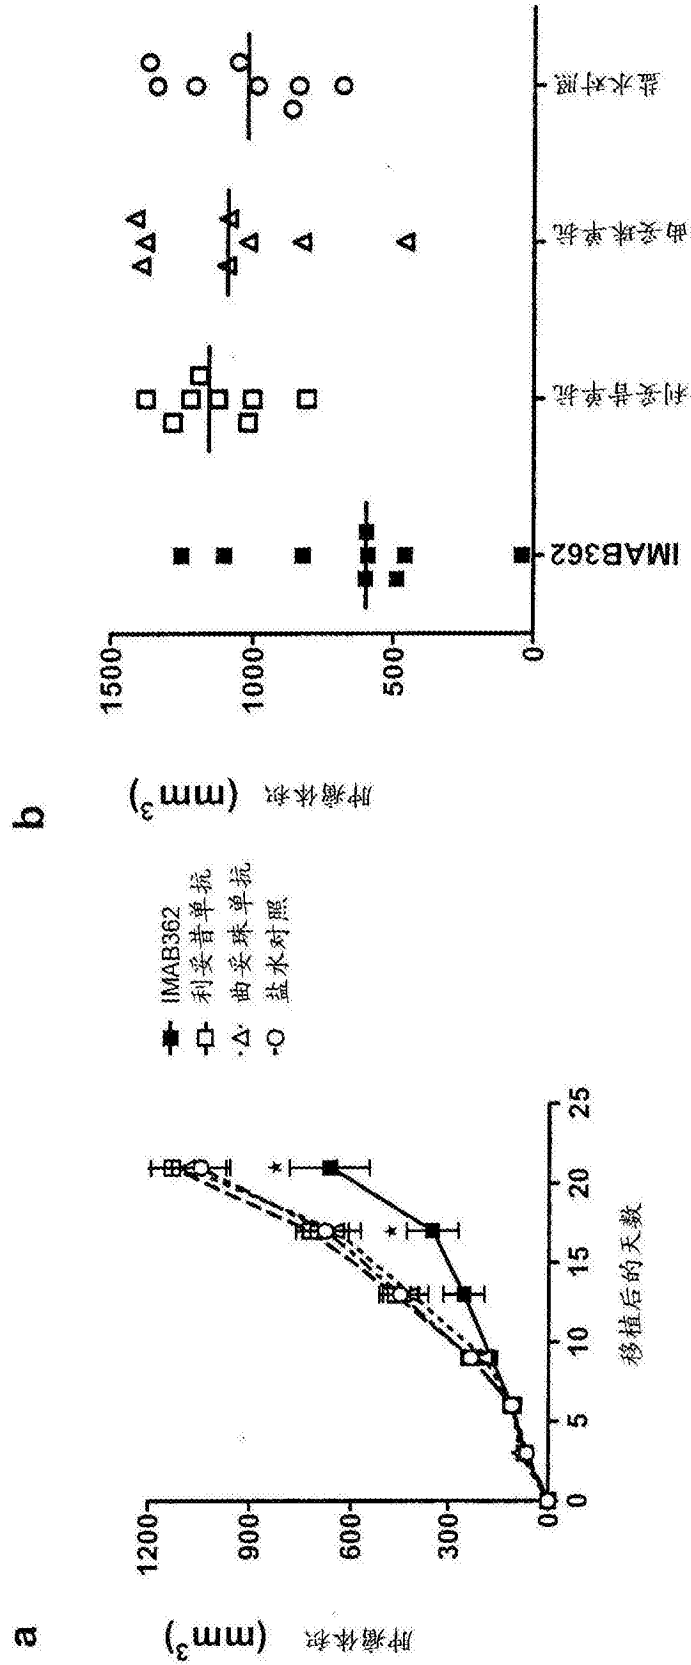 a
肿瘤体积
(mm³)
1200
900
600
300
0
0
5
10
15
20
25
移植后的天数
IMAB362
利妥昔单抗
曲妥珠单抗
盐水对照
b
肿瘤体积
(mm³)
1500
1000
500
0
IMAB362
利妥昔单抗
曲妥珠单抗
盐水对照